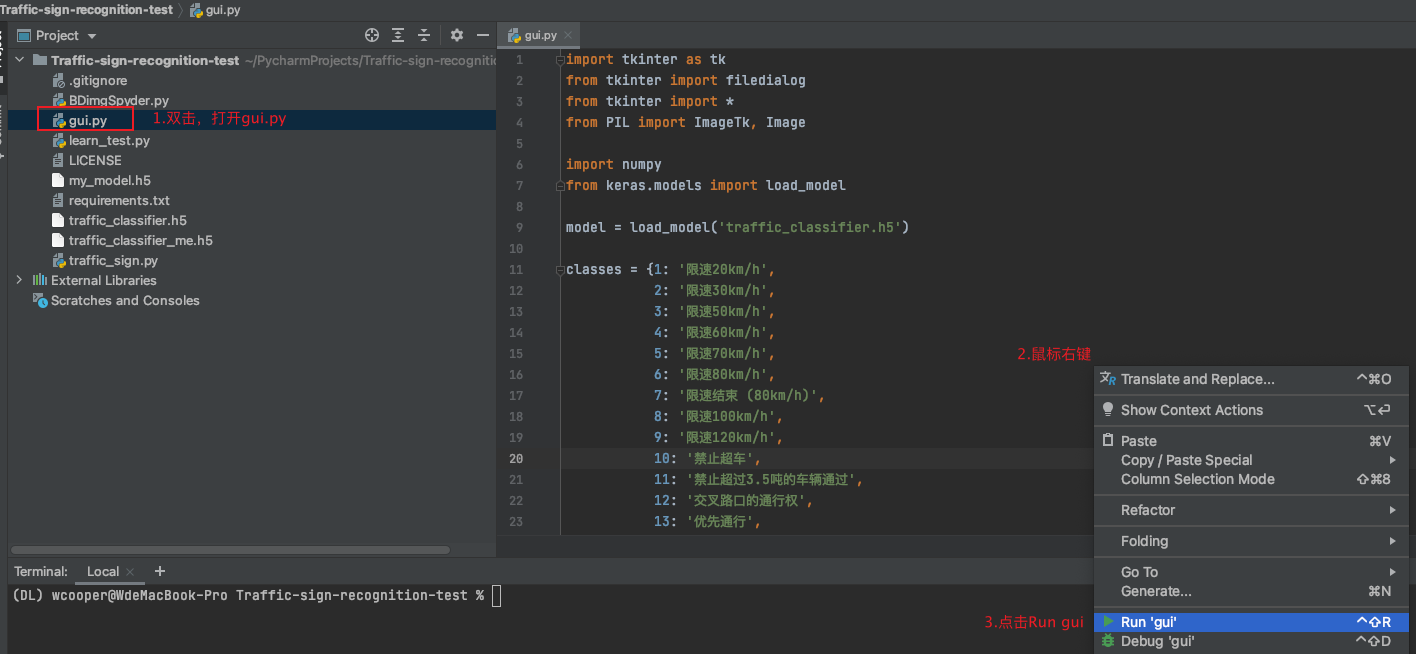 Traffic-sign-recognition-test
gui.py
Project
Traffic-sign-recognition-test ~/PycharmProjects/Traffic-sign-recognitio
.gitignore
BDimgSpyder.py
gui.py
1.双击，打开gui.py
learn_test.py
LICENSE
my_model.h5
requirements.txt
traffic_classifier.h5
traffic_classifier_me.h5
traffic_sign.py
External Libraries
Scratches and Consoles
gui.py
1 import tkinter as tk
2 from tkinter import filedialog
3 from tkinter import *
4 from PIL import ImageTk, Image
5
6 import numpy
7 from keras.models import load_model
8
9 model = load_model('traffic_classifier.h5')
10
11 classes = {1: '限速20km/h',
12 2: '限速30km/h',
13 3: '限速50km/h',
14 4: '限速60km/h',
15 5: '限速70km/h',
16 6: '限速80km/h',
17 7: '限速结束 (80km/h)',
18 8: '限速100km/h',
19 9: '限速120km/h',
20 10: '禁止超车',
21 11: '禁止超过3.5吨的车辆通过',
22 12: '交叉路口的通行权',
23 13: '优先通行',
2.鼠标右键
Translate and Replace... ^⌘O
Show Context Actions ⌥⏎
Paste ⌘V
Copy / Paste Special
Column Selection Mode ⇧⌘8
Refactor
Folding
Go To
Generate... ⌘N
3.点击Run gui
Run 'gui' ^⇧R
Debug 'gui' ^⇧D
Terminal: Local
(DL) wcooper@WdeMacBook-Pro Traffic-sign-recognition-test %